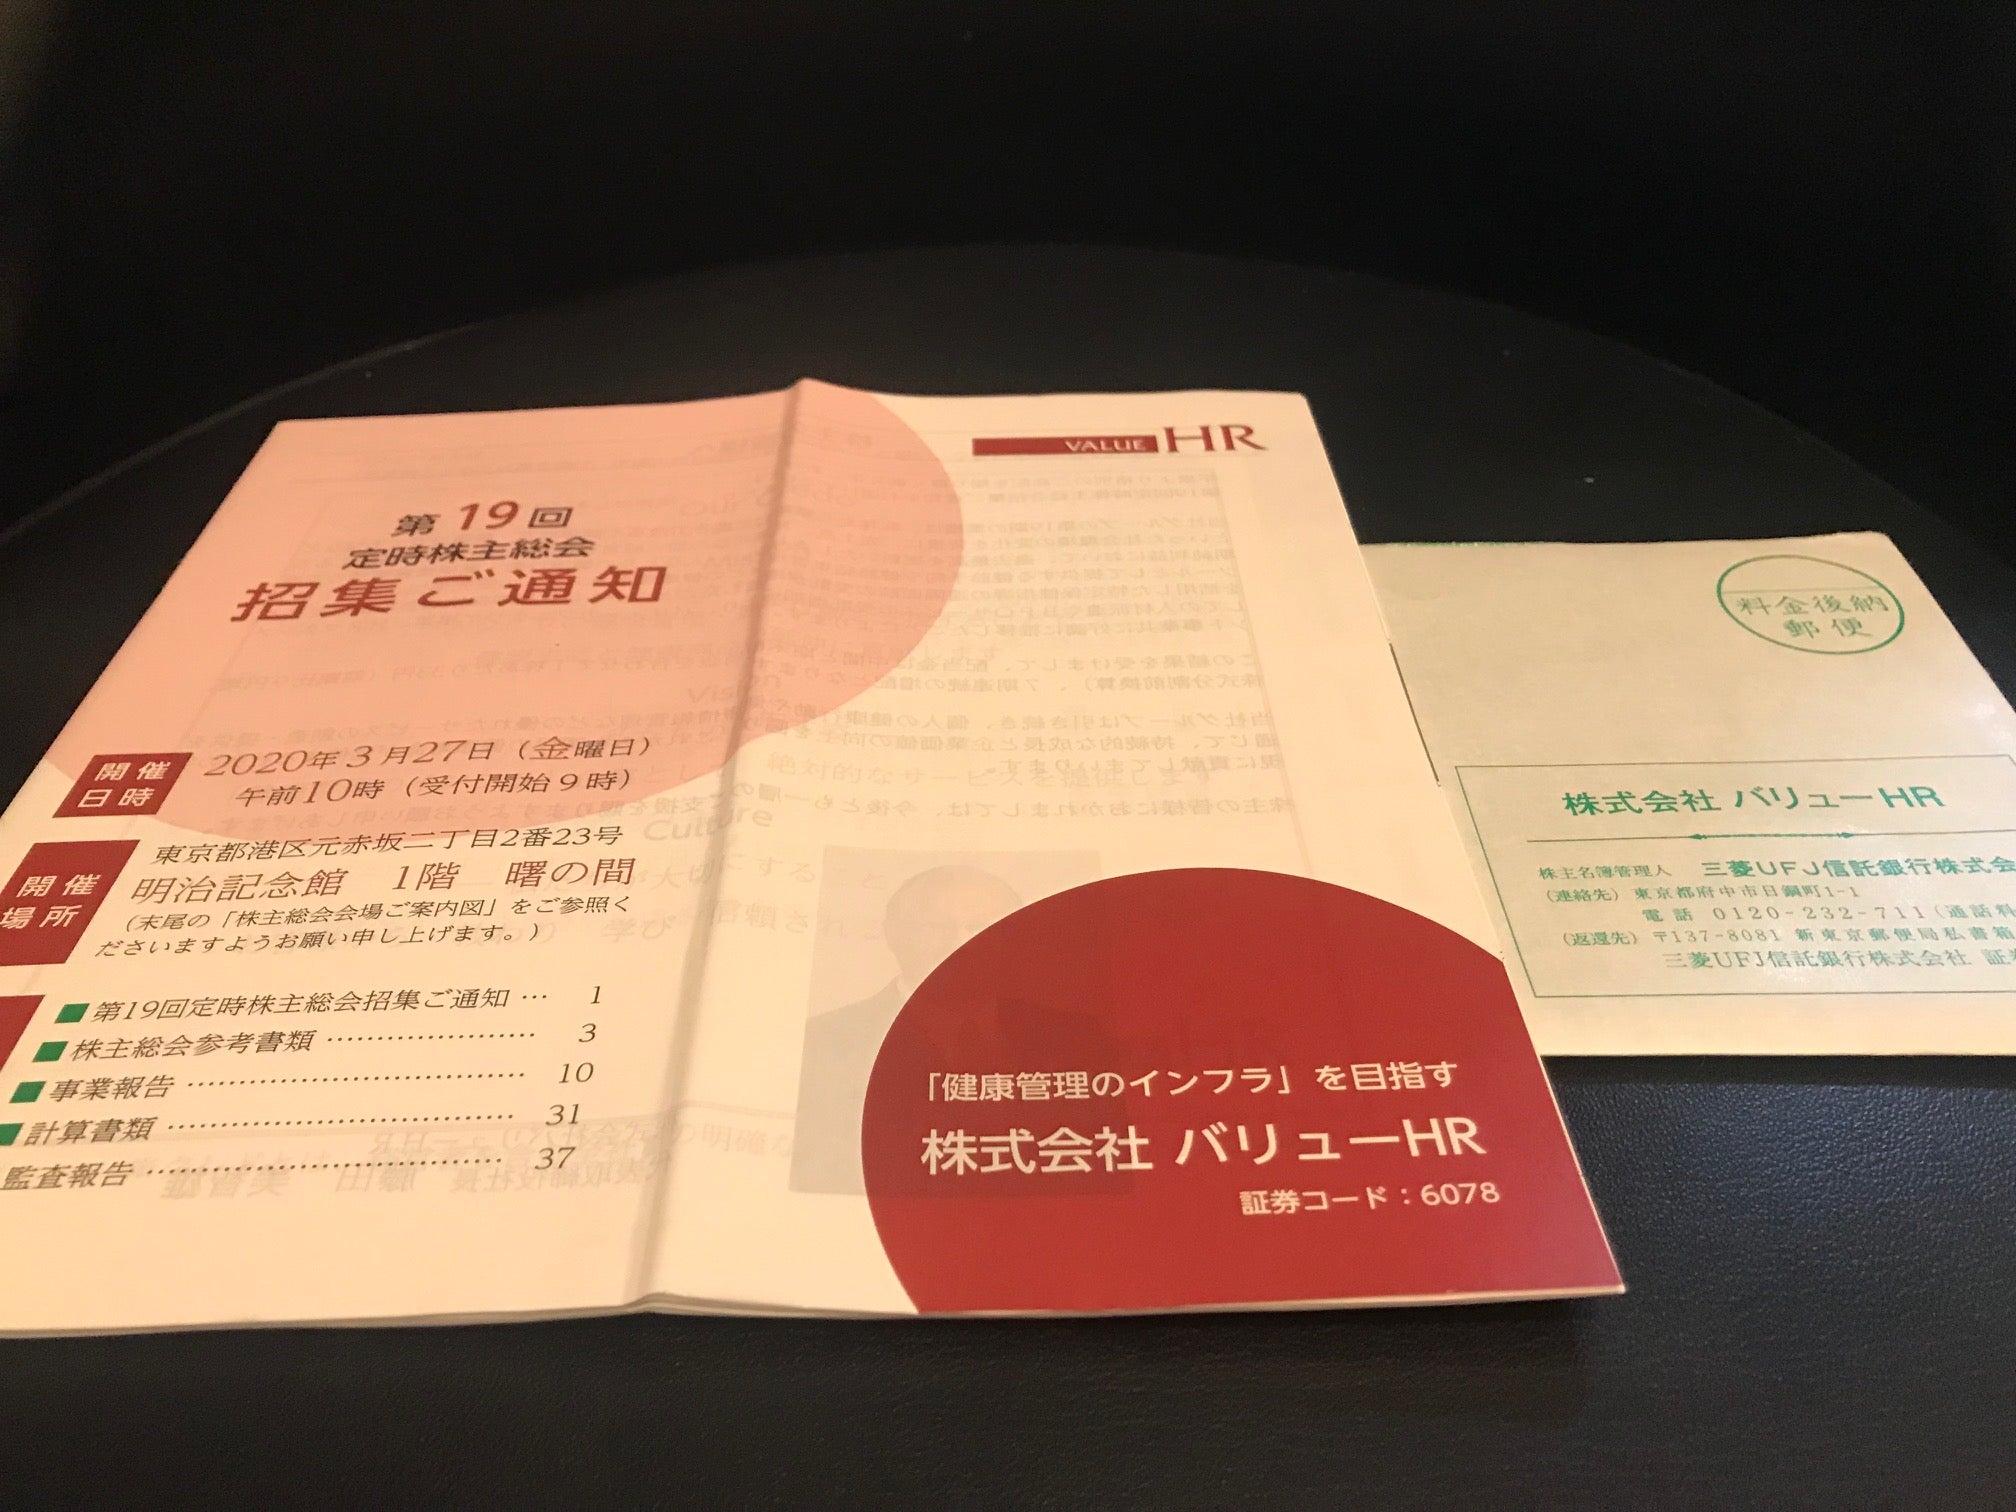 VALUE HR
第19回
定時株主総会
招集ご通知
開催
日時
2020年3月27日（金曜日）
午前10時（受付開始9時）
開催
場所
東京都港区元赤坂二丁目2番23号
明治記念館　1階　曙の間
（末尾の「株主総会会場ご案内図」をご参照く
ださいますようお願い申し上げます。）
■第19回定時株主総会招集ご通知 … 1
■株主総会参考書類 ………………… 3
■事業報告 …………………………… 10
■計算書類 …………………………… 31
監査報告 …………………………… 37
「健康管理のインフラ」を目指す
株式会社 バリューHR
証券コード：6078
料金後納
郵便
株式会社 バリューHR
株主名簿管理人　三菱UFJ信託銀行株式会
（連絡先）東京都府中市日鋼町1-1
電話 0120-232-711（通話料
（返還先）〒137-8081 新東京郵便局私書箱
三菱UFJ信託銀行株式会社 証